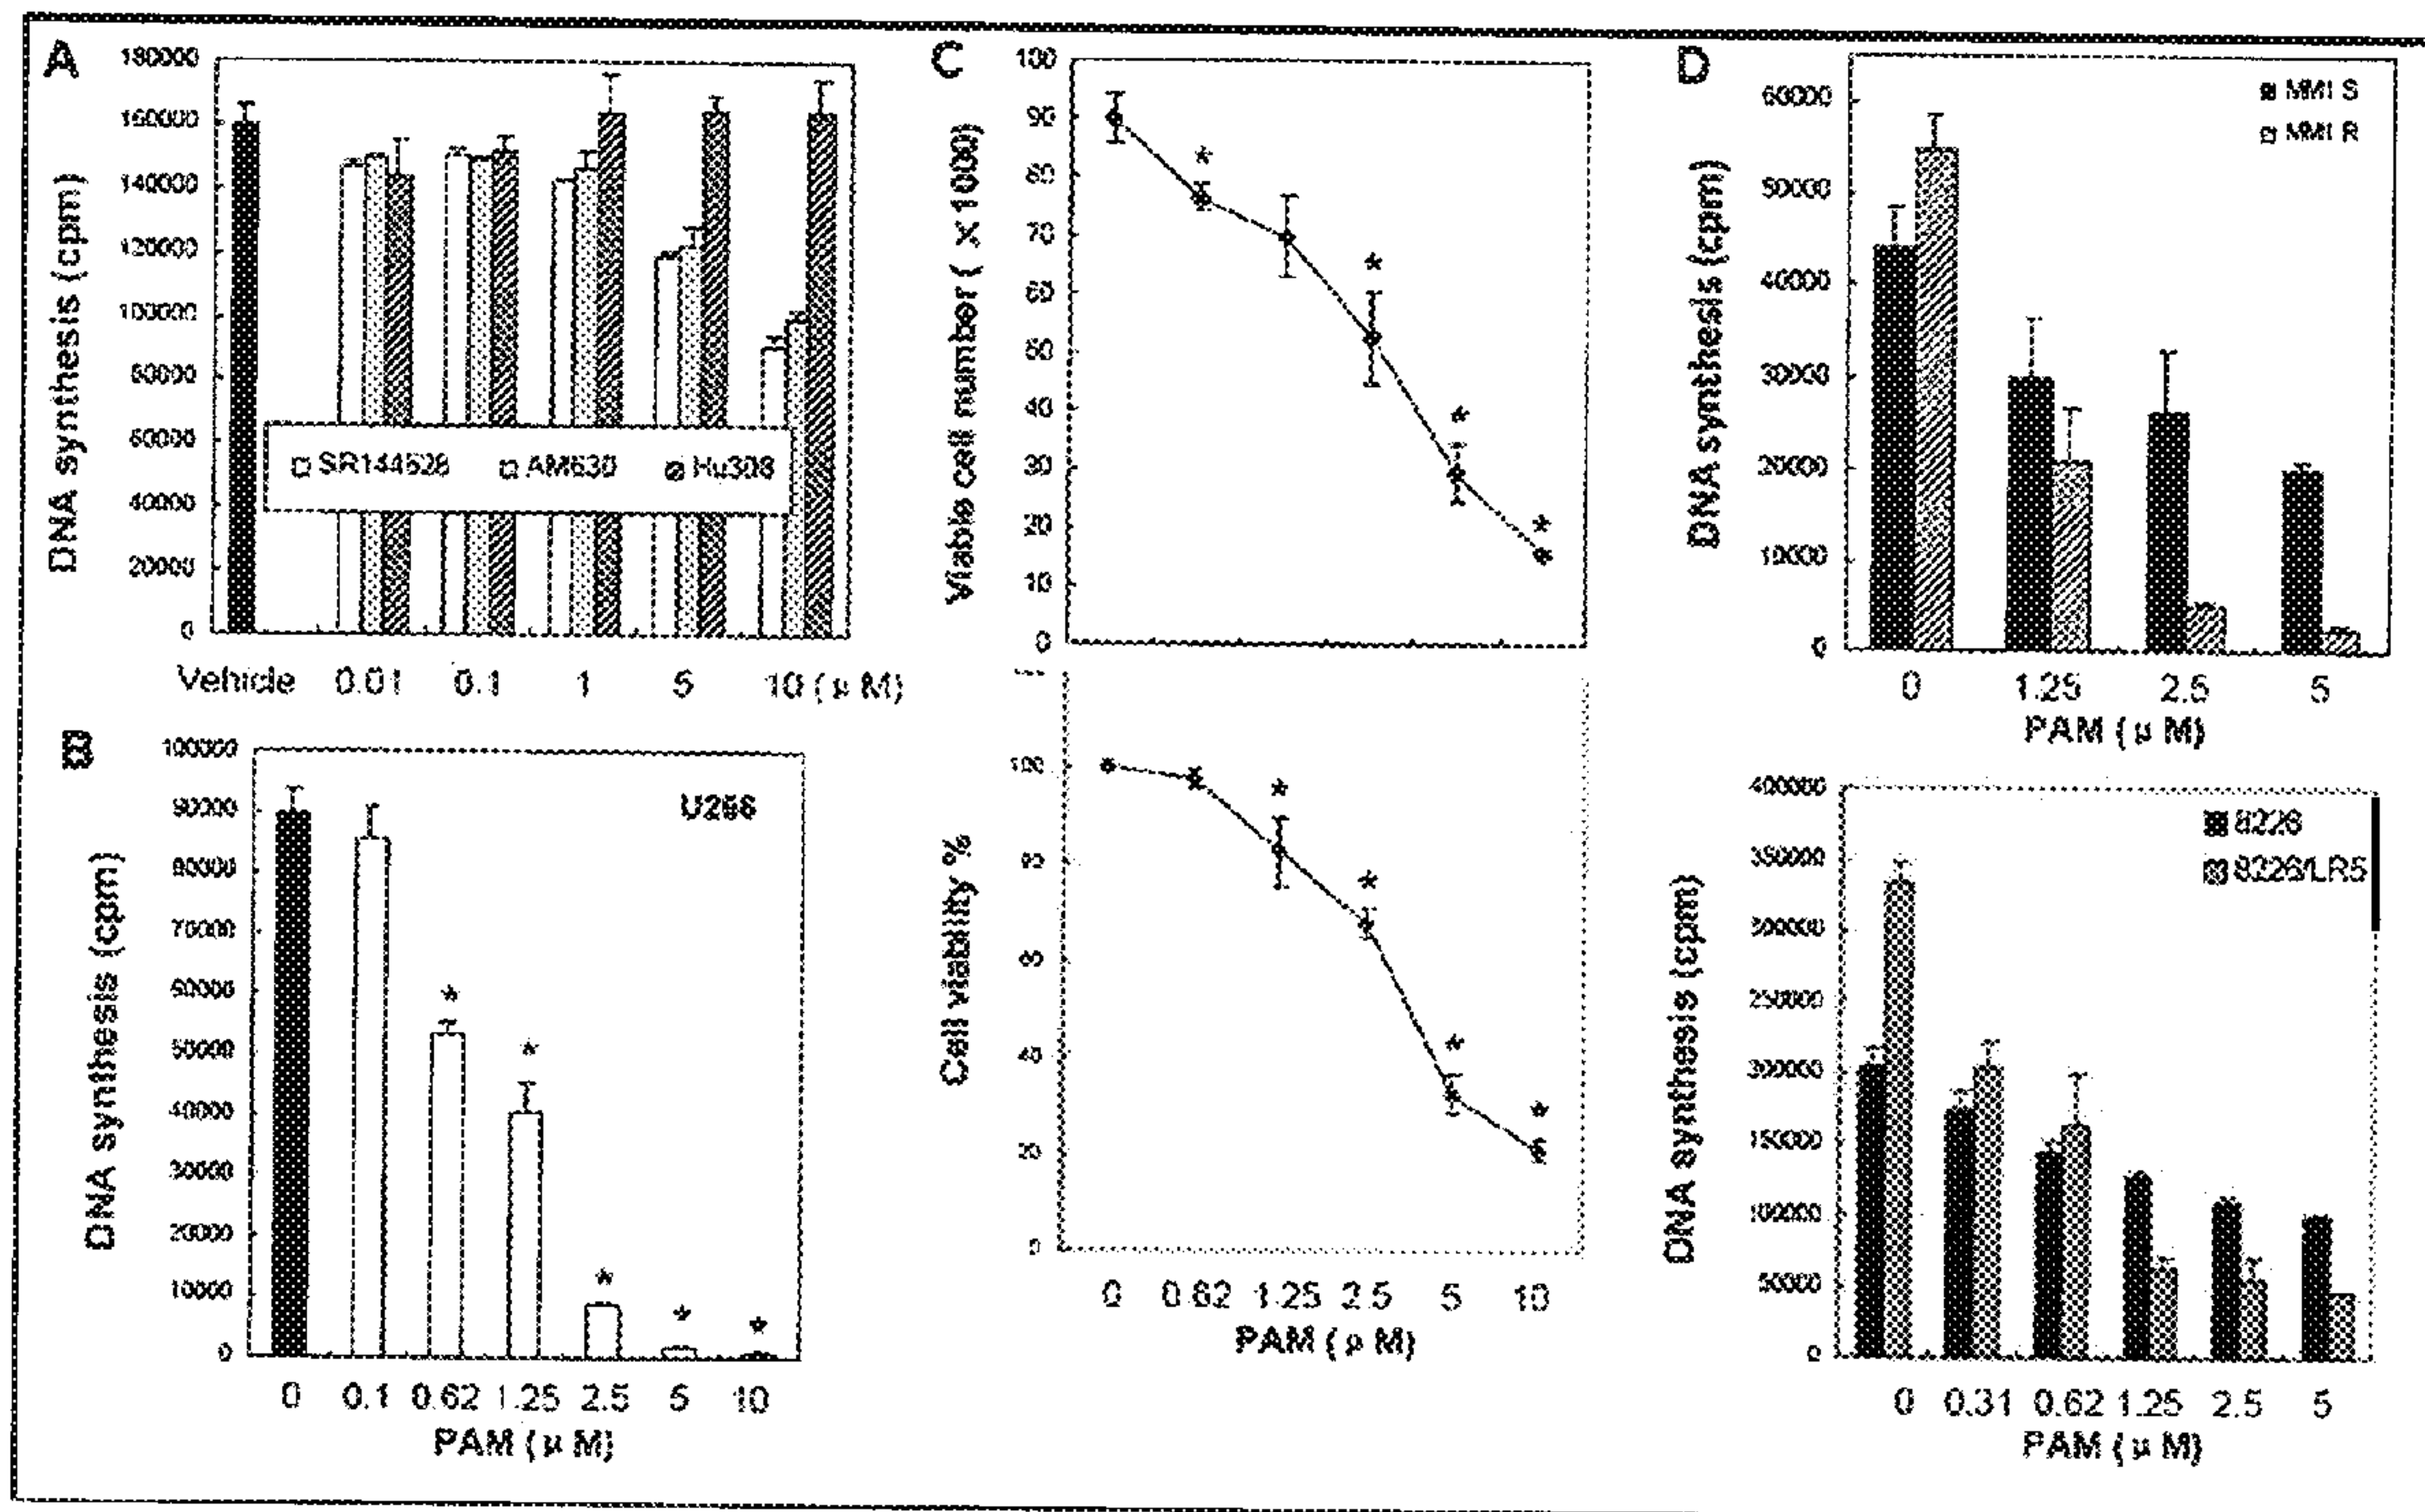 A
DNA synthesis (cpm)
180000
160000
140000
120000
100000
80000
60000
40000
20000
0
SR144528 AM630 Hu308
Vehicle 0.01 0.1 1 5 10 (μM)
B
DNA synthesis (cpm)
100000
90000
80000
70000
60000
50000
40000
30000
20000
10000
0
U266
*
*
*
*
*
0 0.1 0.62 1.25 2.5 5 10
PAM (μM)
C
Viable cell number ( ×1000)
100
90
80
70
60
50
40
30
20
10
0
*
*
*
*
Cell viability %
100
80
60
40
20
0
*
*
*
*
0 0.62 1.25 2.5 5 10
PAM (μM)
D
DNA synthesis (cpm)
60000
50000
40000
30000
20000
10000
0
MM1 S
MM1 R
0 1.25 2.5 5
PAM (μM)
DNA synthesis (cpm)
400000
350000
300000
250000
200000
150000
100000
50000
0
8226
8226/LR5
0 0.31 0.62 1.25 2.5 5
PAM (μM)